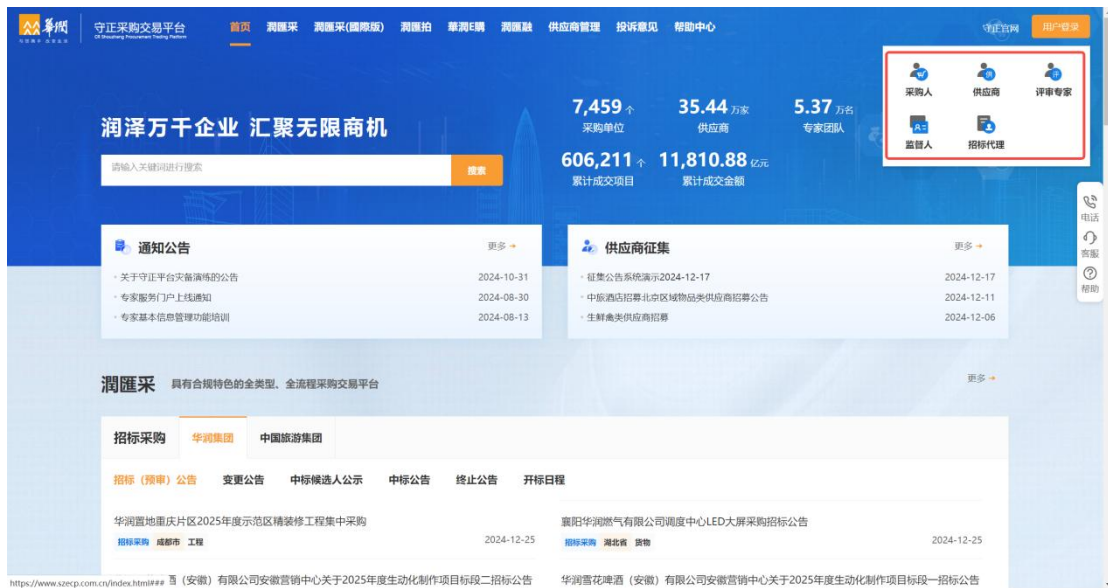 華潤
守正采购交易平台
CR Shouzheng Procurement Trading Platform
首页 潤匯采 潤匯采(國際版) 潤匯拍 華潤E購 潤匯融 供应商管理 投诉意见 帮助中心
守正官网 用户登录
采购人 供应商 评审专家
监督人 招标代理
润泽万千企业 汇聚无限商机
请输入关键词进行搜索 搜索
7,459 个 35.44 万家 5.37 万名
采购单位 供应商 专家团队
606,211 个 11,810.88 亿元
累计成交项目 累计成交金额
电话
客服
帮助
通知公告 更多
关于守正平台灾备演练的公告 2024-10-31
专家服务门户上线通知 2024-08-30
专家基本信息管理功能培训 2024-08-13
供应商征集 更多
征集公告系统演示2024-12-17 2024-12-17
中旅酒店招募北京区域物品类供应商招募公告 2024-12-11
生鲜禽类供应商招募 2024-12-06
潤匯采 具有合规特色的全类型、全流程采购交易平台 更多
招标采购 华润集团 中国旅游集团
招标（预审）公告 变更公告 中标候选人公示 中标公告 终止公告 开标日程
华润置地重庆片区2025年度示范区精装修工程集中采购
招标采购 成都市 工程 2024-12-25
襄阳华润燃气有限公司调度中心LED大屏采购招标公告
招标采购 湖北省 货物 2024-12-25
酒（安徽）有限公司安徽营销中心关于2025年度生动化制作项目标段二招标公告
华润雪花啤酒（安徽）有限公司安徽营销中心关于2025年度生动化制作项目标段一招标公告
https://www.szecp.com.cn/index.html###